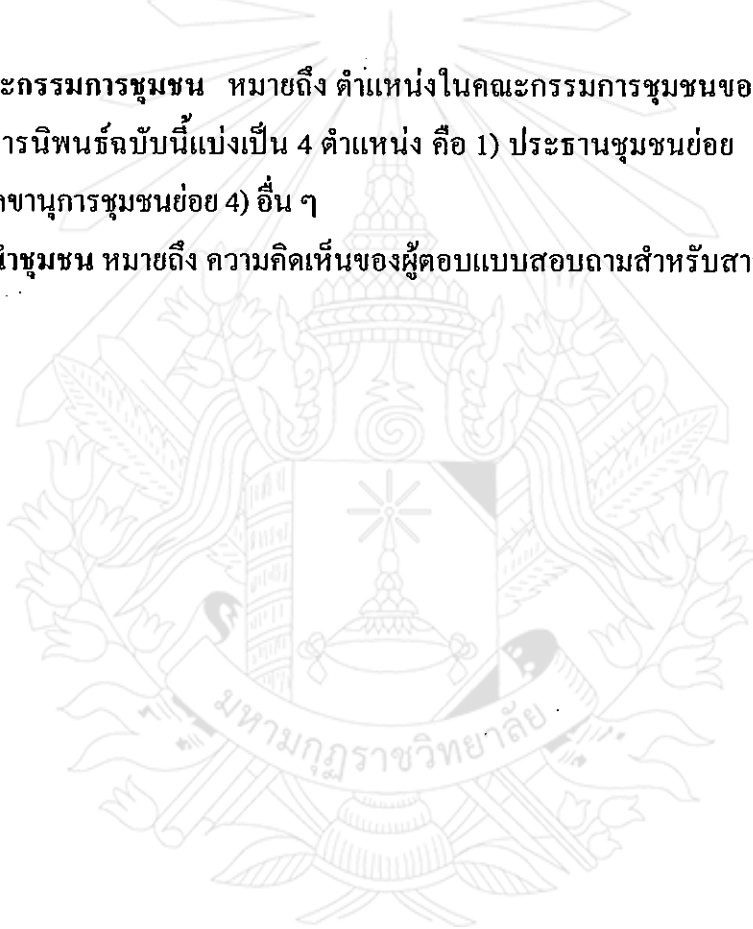 ะกรรมการชุมชน หมายถึง ตำแหน่งในคณะกรรมการชุมชนขอ
ารนิพนธ์ฉบับนี้แบ่งเป็น 4 ตำแหน่ง คือ 1) ประธานชุมชนย่อย
ลขานุการชุมชนย่อย 4) อื่น ๆ
นำชุมชน หมายถึง ความคิดเห็นของผู้ตอบแบบสอบถามสำหรับสา
มหามกุฏราชวิทยาลัย